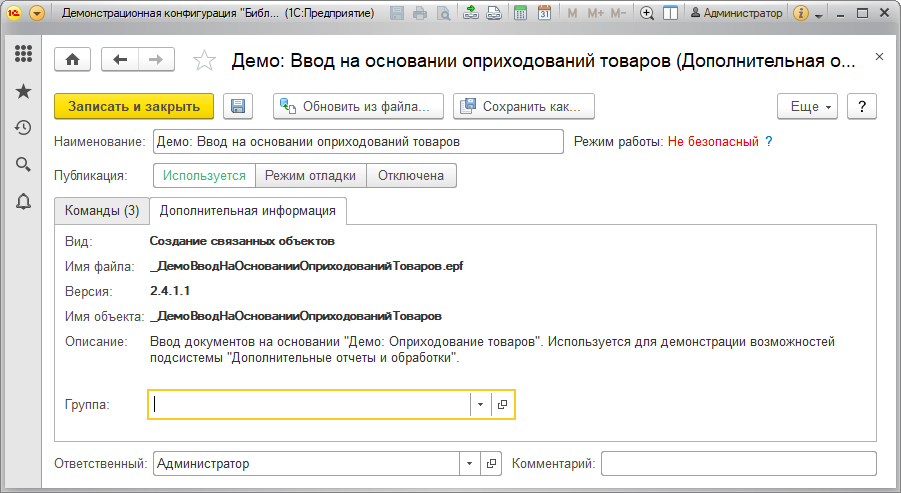 Демонстрационная конфигурация "Библ... (1С:Предприятие) M M+ M- Администратор
Демо: Ввод на основании оприходований товаров (Дополнительная о...
Записать и закрыть Обновить из файла... Сохранить как... Еще ?
Наименование: Демо: Ввод на основании оприходований товаров Режим работы: Не безопасный ?
Публикация: Используется Режим отладки Отключена
Команды (3) Дополнительная информация
Вид: Создание связанных объектов
Имя файла: _ДемоВводНаОснованииОприходованийТоваров.epf
Версия: 2.4.1.1
Имя объекта: _ДемоВводНаОснованииОприходованийТоваров
Описание: Ввод документов на основании "Демо: Оприходование товаров". Используется для демонстрации возможностей
подсистемы "Дополнительные отчеты и обработки".
Группа:
Ответственный: Администратор Комментарий: